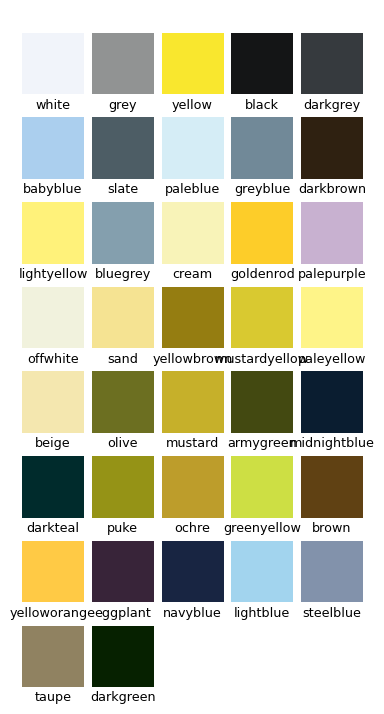 white grey yellow black darkgrey
babyblue slate paleblue greyblue darkbrown
lightyellow bluegrey cream goldenrod palepurple
offwhite sand yellowbrown mustardyellow paleyellow
beige olive mustard armygreen midnightblue
darkteal puke ochre greenyellow brown
yelloworange eggplant navyblue lightblue steelblue
taupe darkgreen